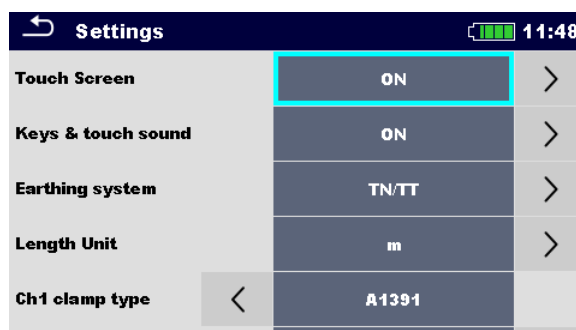 Settings 11:48
Touch Screen ON
Keys & touch sound ON
Earthing system TN/TT
Length Unit m
Ch1 clamp type A1391